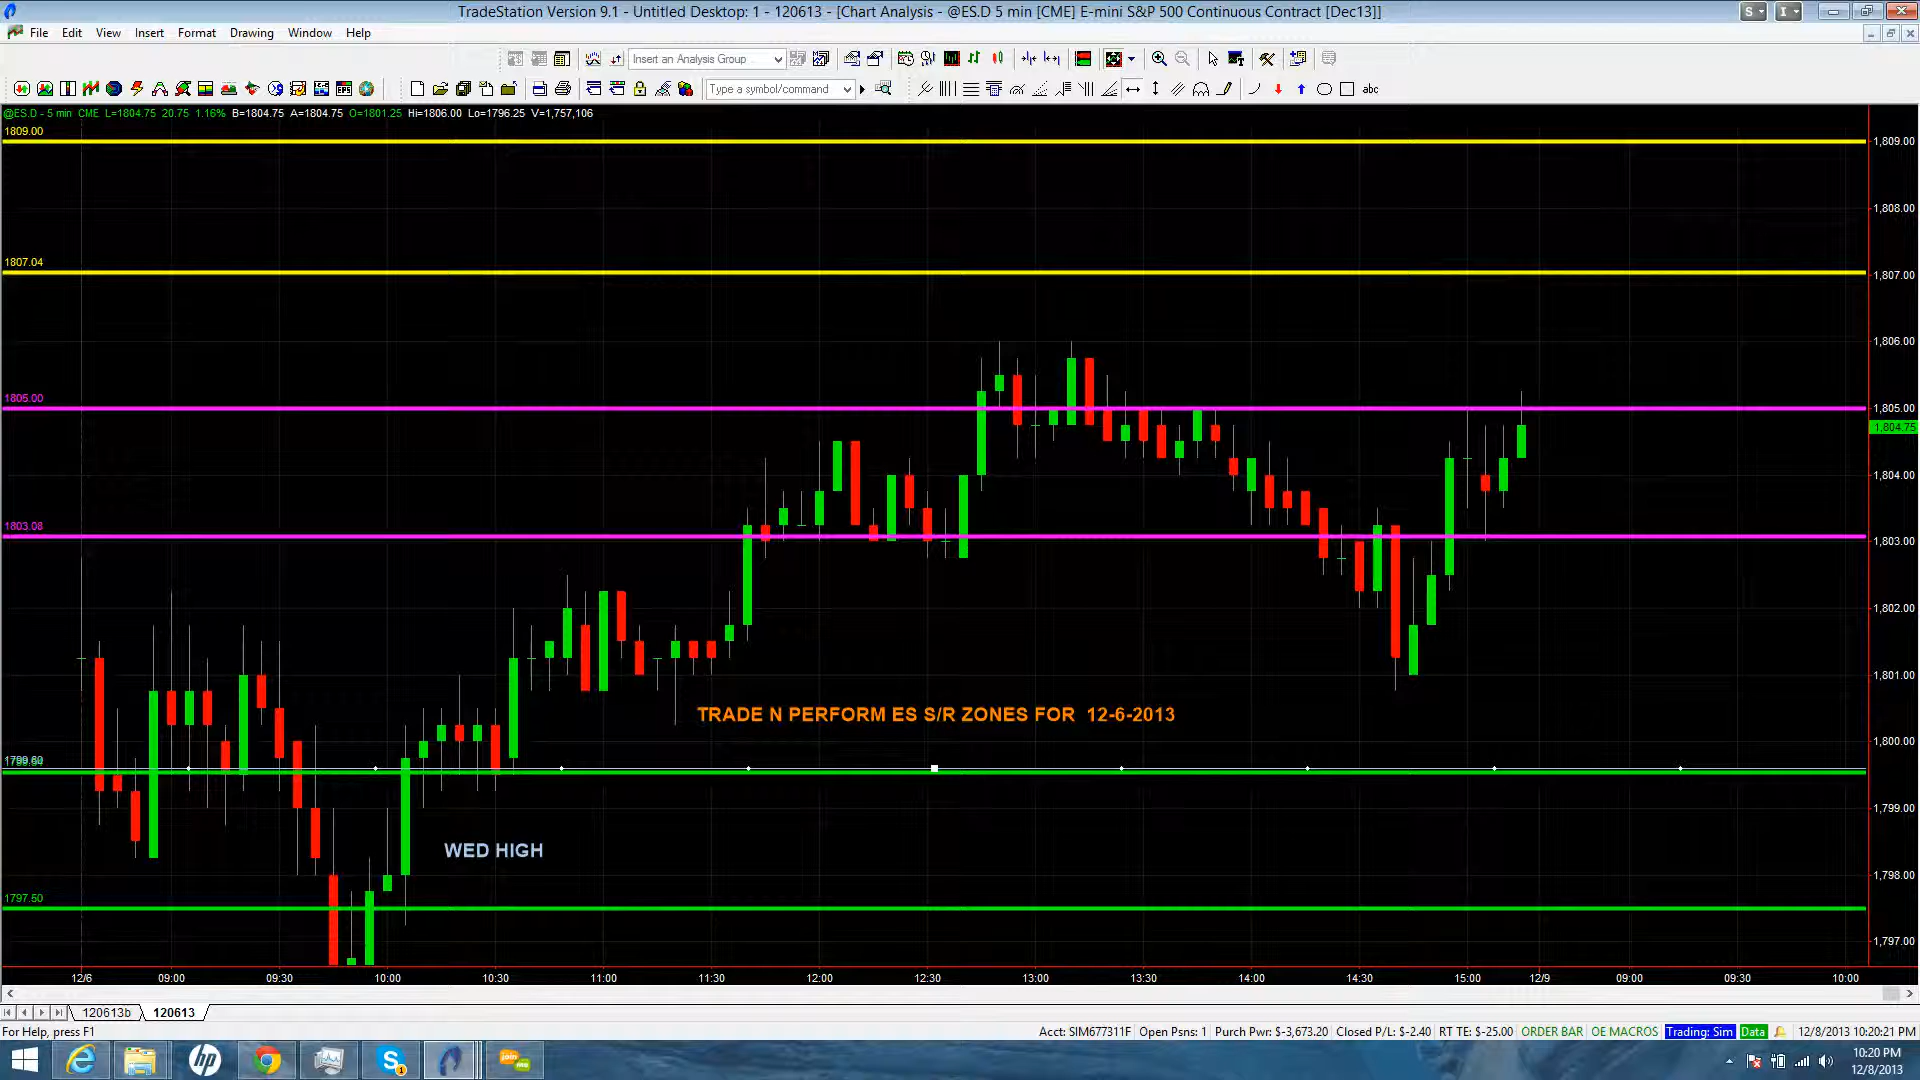 TradeStation Version 9.1 - Untitled Desktop: 1 - 120613 - [Chart Analysis - @ES.D 5 min [CME] E-mini S&P 500 Continuous Contract [Dec13]]
S I
File Edit View Insert Format Drawing Window Help
Insert an Analysis Group
Type a symbol/command
abc
@ES.D - 5 min CME L=1804.75 20.75 1.16% B=1804.75 A=1804.75 O=1801.25 Hi=1806.00 Lo=1796.25 V=1,757,106
1809.00
1,809.00
1,808.00
1807.04
1,807.00
1,806.00
1805.00
1,805.00
1,804.75
1,804.00
1803.08
1,803.00
1,802.00
1,801.00
TRADE N PERFORM ES S/R ZONES FOR 12-6-2013
1,800.00
1799.60
1,799.00
WED HIGH
1,798.00
1797.50
1,797.00
12/6 09:00 09:30 10:00 10:30 11:00 11:30 12:00 12:30 13:00 13:30 14:00 14:30 15:00 12/9 09:00 09:30 10:00
120613b 120613
For Help, press F1
Acct: SIM677311F Open Psns: 1 Purch Pwr: $-3,673.20 Closed P/L: $-2.40 RT TE: $-25.00 ORDER BAR OE MACROS Trading: Sim Data 12/8/2013 10:20:21 PM
hp
join me
10:20 PM
12/8/2013